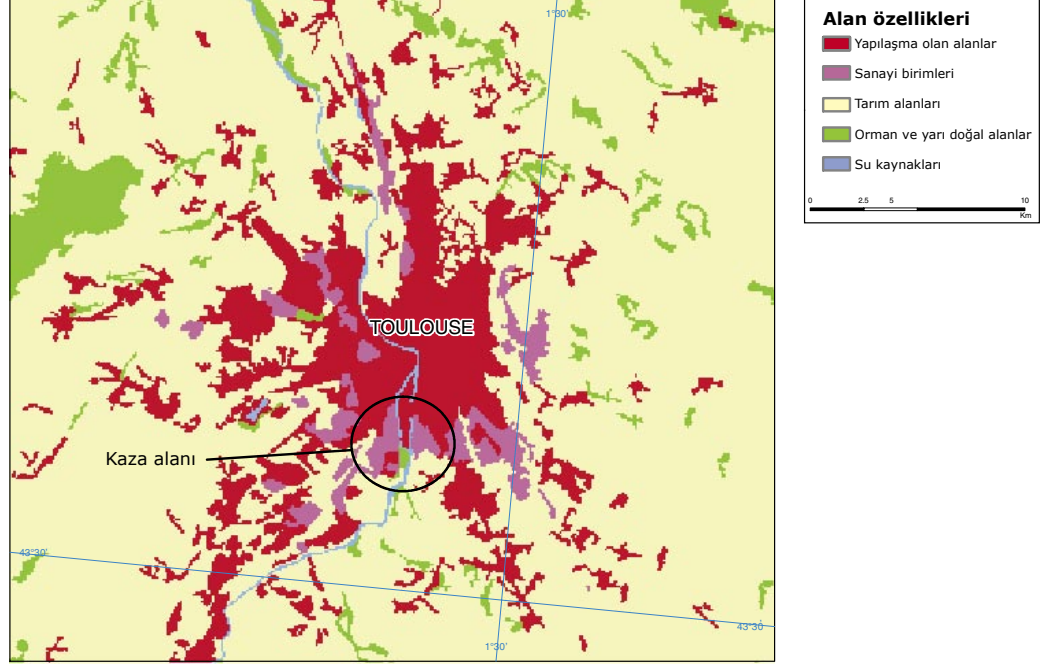 1°30'
TOULOUSE
Kaza alanı
43°30'
43°30'
1°30'
Alan özellikleri
Yapılaşma olan alanlar
Sanayi birimleri
Tarım alanları
Orman ve yarı doğal alanlar
Su kaynakları
0 2.5 5 10
Km